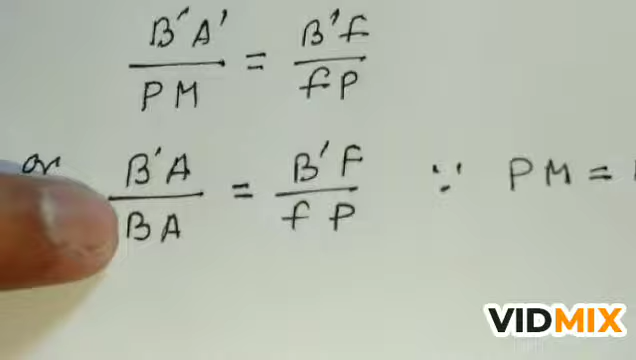 B'A' / PM = B'f / fP
or B'A / BA = B'F / fP ∵ PM =
VIDMIX